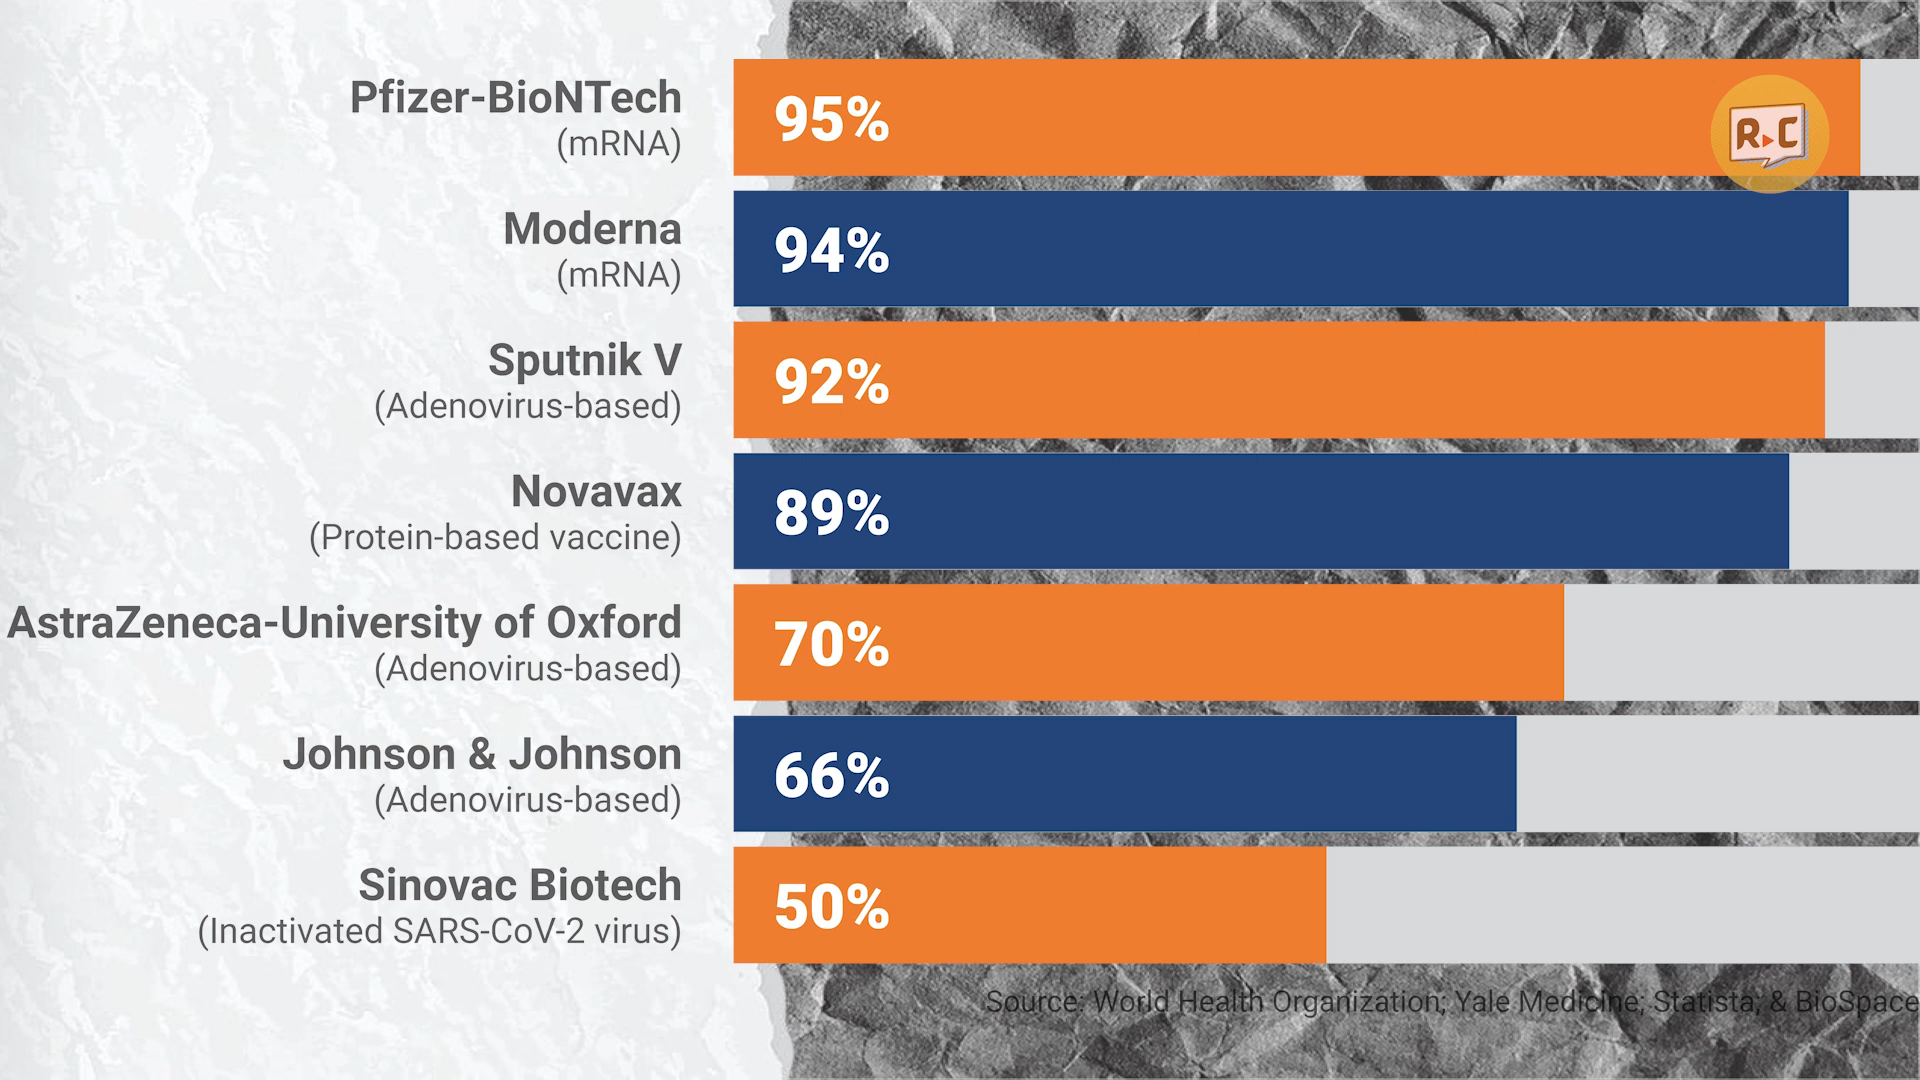 Pfizer-BioNTech
(mRNA)
95%
R▸C
Moderna
(mRNA)
94%
Sputnik V
(Adenovirus-based)
92%
Novavax
(Protein-based vaccine)
89%
AstraZeneca-University of Oxford
(Adenovirus-based)
70%
Johnson & Johnson
(Adenovirus-based)
66%
Sinovac Biotech
(Inactivated SARS-CoV-2 virus)
50%
Source: World Health Organization; Yale Medicine; Statista; & BioSpace